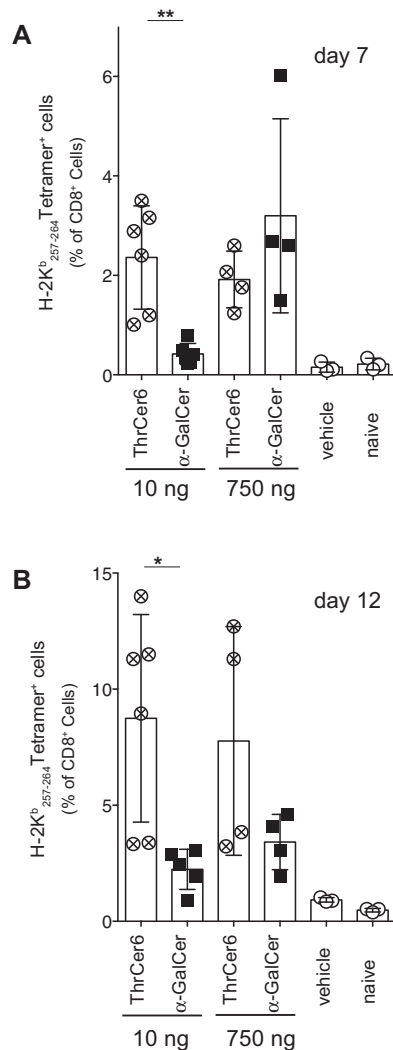 A
**
day 7
H-2Kᵇ₂₅₇₋₂₆₄Tetramer⁺ cells
(% of CD8⁺ Cells)
6
4
2
0
ThrCer6
α-GalCer
ThrCer6
α-GalCer
vehicle
naive
10 ng
750 ng
B
*
day 12
H-2Kᵇ₂₅₇₋₂₆₄Tetramer⁺ cells
(% of CD8⁺ Cells)
15
10
5
0
ThrCer6
α-GalCer
ThrCer6
α-GalCer
vehicle
naive
10 ng
750 ng